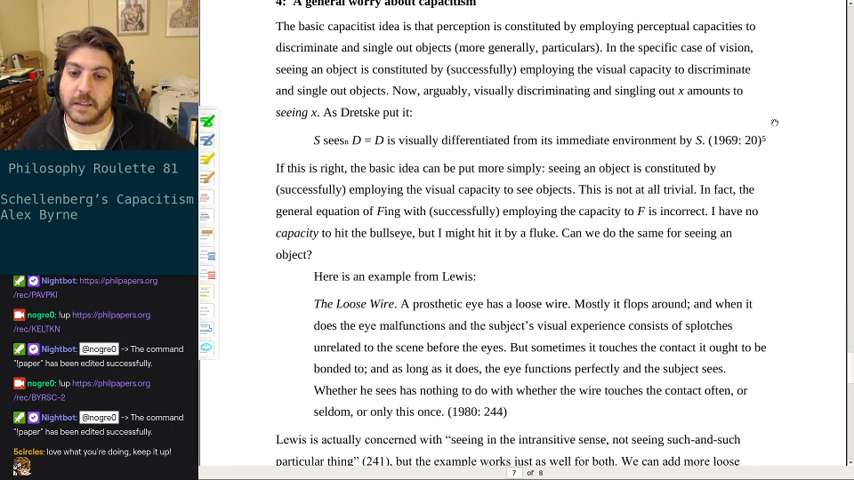 4: A general worry about capacitism
The basic capacitist idea is that perception is constituted by employing perceptual capacities to
discriminate and single out objects (more generally, particulars). In the specific case of vision,
seeing an object is constituted by (successfully) employing the visual capacity to discriminate
and single out objects. Now, arguably, visually discriminating and singling out x amounts to
seeing x. As Dretske put it:
S seesₙ D = D is visually differentiated from its immediate environment by S. (1969: 20)⁵
If this is right, the basic idea can be put more simply: seeing an object is constituted by
(successfully) employing the visual capacity to see objects. This is not at all trivial. In fact, the
general equation of Fing with (successfully) employing the capacity to F is incorrect. I have no
capacity to hit the bullseye, but I might hit it by a fluke. Can we do the same for seeing an
object?
Here is an example from Lewis:
The Loose Wire. A prosthetic eye has a loose wire. Mostly it flops around; and when it
does the eye malfunctions and the subject's visual experience consists of splotches
unrelated to the scene before the eyes. But sometimes it touches the contact it ought to be
bonded to; and as long as it does, the eye functions perfectly and the subject sees.
Whether he sees has nothing to do with whether the wire touches the contact often, or
seldom, or only this once. (1980: 244)
Lewis is actually concerned with "seeing in the intransitive sense, not seeing such-and-such
particular thing" (241), but the example works just as well for both. We can add more loose
7 of 8
Philosophy Roulette 81
Schellenberg's Capacitism
Alex Byrne
Nightbot: https://philpapers.org
/rec/PAVPKI
nogre0: !up https://philpapers.org
/rec/KELTKN
Nightbot: @nogre0 -> The command
"!paper" has been edited successfully.
nogre0: !up https://philpapers.org
/rec/BYRSC-2
Nightbot: @nogre0 -> The command
"!paper" has been edited successfully.
5circles: love what you're doing, keep it up!